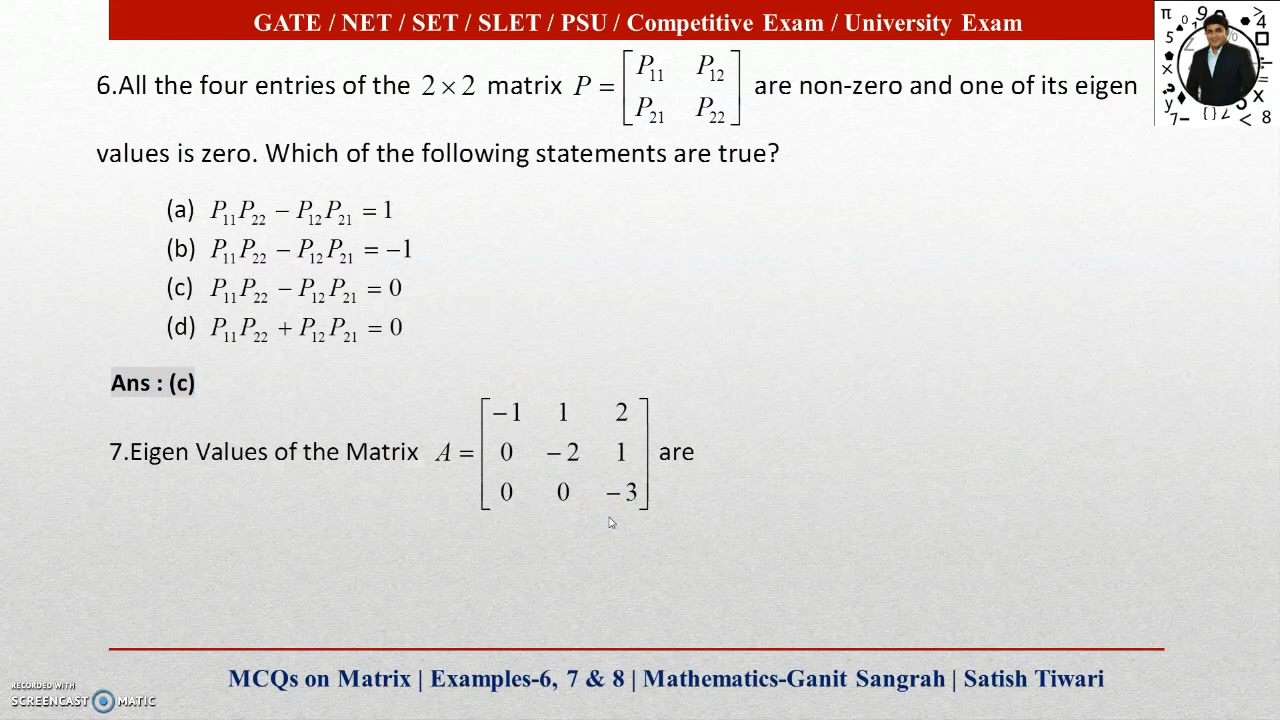 GATE / NET / SET / SLET / PSU / Competitive Exam / University Exam
6.All the four entries of the 2 × 2 matrix P = [P₁₁ P₁₂; P₂₁ P₂₂] are non-zero and one of its eigen
values is zero. Which of the following statements are true?
(a) P₁₁P₂₂ − P₁₂P₂₁ = 1
(b) P₁₁P₂₂ − P₁₂P₂₁ = −1
(c) P₁₁P₂₂ − P₁₂P₂₁ = 0
(d) P₁₁P₂₂ + P₁₂P₂₁ = 0
Ans : (c)
7.Eigen Values of the Matrix A = [−1 1 2; 0 −2 1; 0 0 −3] are
MCQs on Matrix | Examples-6, 7 & 8 | Mathematics-Ganit Sangrah | Satish Tiwari
RECORDED WITH
SCREENCAST MATIC